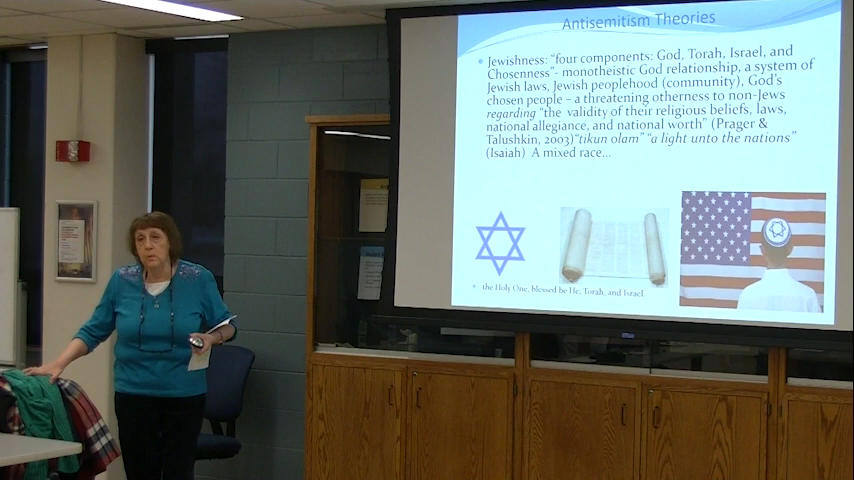 Antisemitism Theories
Jewishness: "four components: God, Torah, Israel, and
Chosenness"- monotheistic God relationship, a system of
Jewish laws, Jewish peoplehood (community), God's
chosen people – a threatening otherness to non-Jews
regarding "the validity of their religious beliefs, laws,
national allegiance, and national worth" (Prager &
Talushkin, 2003)"tikun olam" "a light unto the nations"
(Isaiah) A mixed race...
the Holy One, blessed be He, Torah, and Israel.